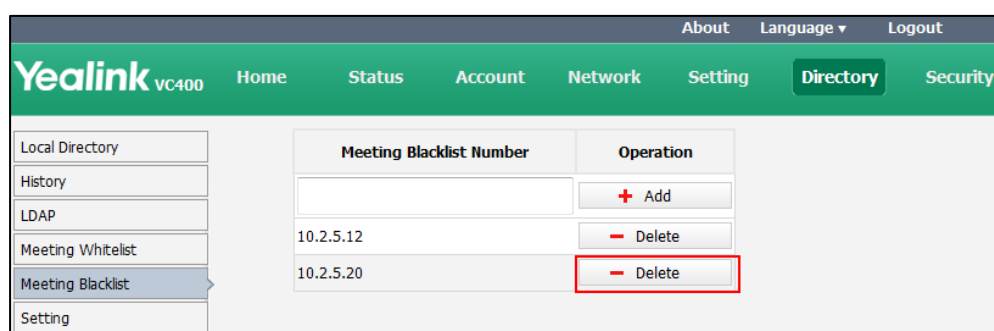 About Language ▾ Logout
Yealink VC400 Home Status Account Network Setting Directory Security
Local Directory
History
LDAP
Meeting Whitelist
Meeting Blacklist
Setting
Meeting Blacklist Number Operation
Add
10.2.5.12 Delete
10.2.5.20 Delete